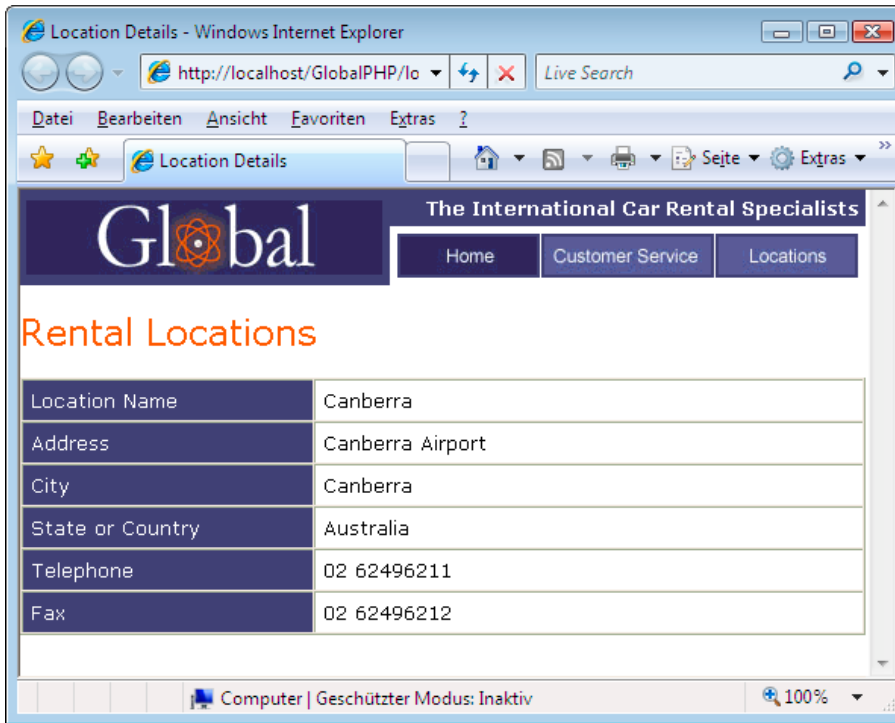 Location Details - Windows Internet Explorer
http://localhost/GlobalPHP/lo
Live Search
Datei Bearbeiten Ansicht Favoriten Extras ?
Location Details
Seite Extras »
Global
The International Car Rental Specialists
Home Customer Service Locations
Rental Locations
Location Name Canberra
Address Canberra Airport
City Canberra
State or Country Australia
Telephone 02 62496211
Fax 02 62496212
Computer | Geschützter Modus: Inaktiv 100%